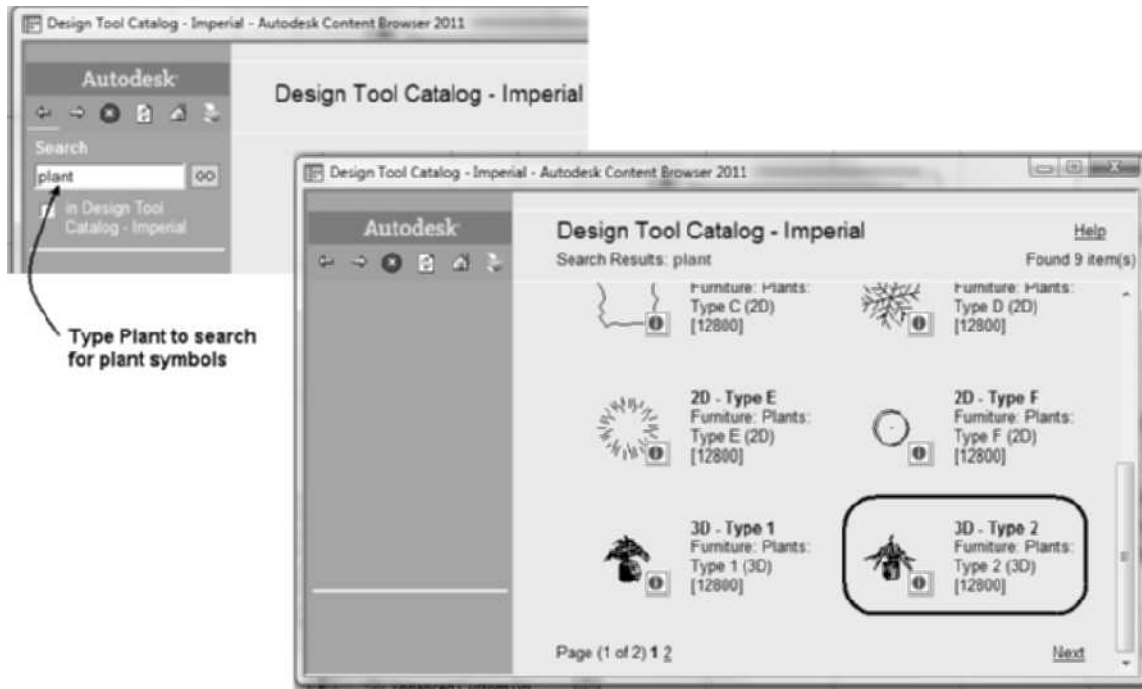 Design Tool Catalog - Imperial - Autodesk Content Browser 2011
Autodesk
Design Tool Catalog - Imperial
Search
plant
GO
in Design Tool
Catalog - Imperial
Type Plant to search
for plant symbols
Design Tool Catalog - Imperial - Autodesk Content Browser 2011
Autodesk
Design Tool Catalog - Imperial
Help
Search Results: plant
Found 9 item(s)
Furniture: Plants:
Type C (2D)
[12800]
Furniture: Plants:
Type D (2D)
[12800]
2D - Type E
Furniture: Plants:
Type E (2D)
[12800]
2D - Type F
Furniture: Plants:
Type F (2D)
[12800]
3D - Type 1
Furniture: Plants:
Type 1 (3D)
[12800]
3D - Type 2
Furniture: Plants:
Type 2 (3D)
[12800]
Page (1 of 2) 1 2
Next